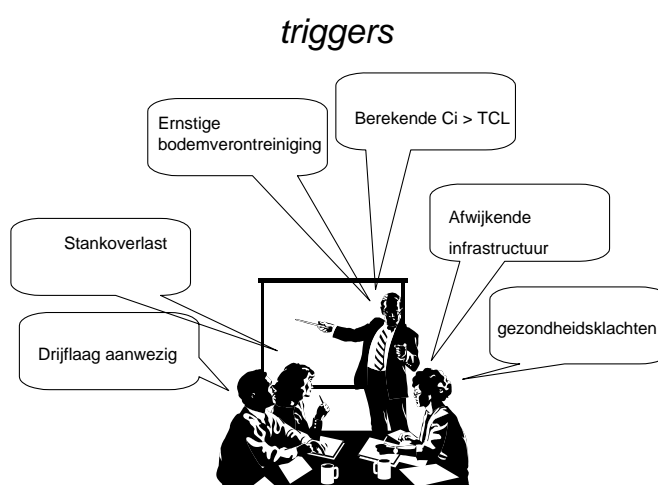 triggers
Ernstige
bodemverontreiniging
Berekende Ci > TCL
Stankoverlast
Afwijkende
infrastructuur
Drijflaag aanwezig
gezondheidsklachten